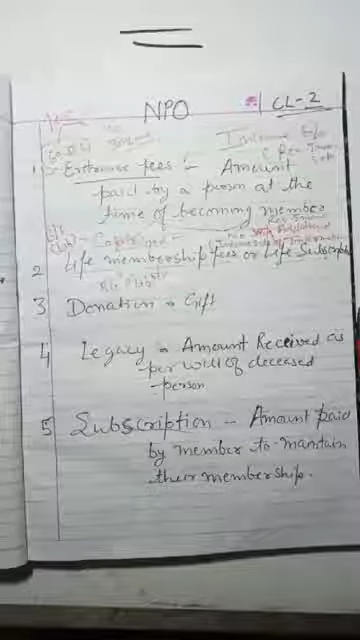 NPO CL-2
Income
1 Entrance fees :- Amount
paid by a person at the
time of becoming member
2 Life membership fees or Life Subscrip
3 Donation → Gift
4 Legacy → Amount Received as
per will of deceased
person
5 Subscription - Amount paid
by member to mantain
their membership.